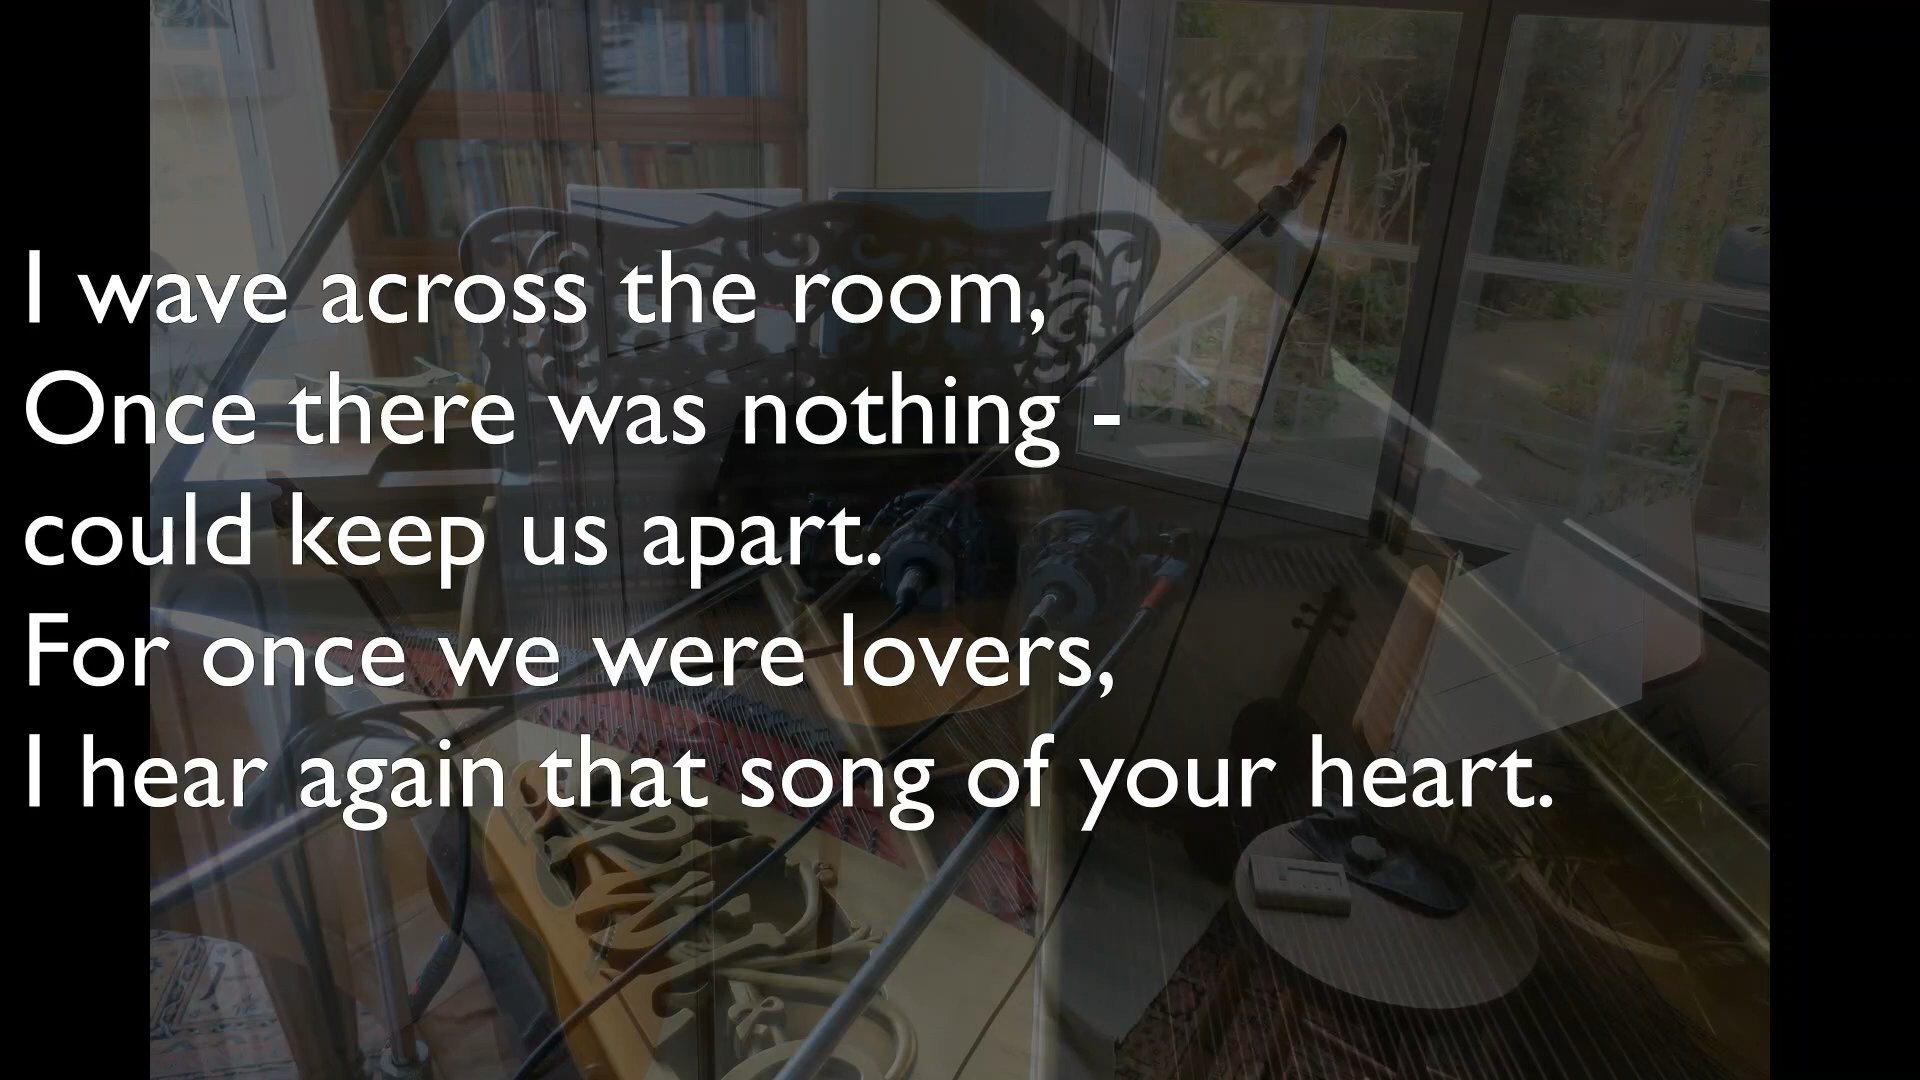 I wave across the room,
Once there was nothing -
could keep us apart.
For once we were lovers,
I hear again that song of your heart.